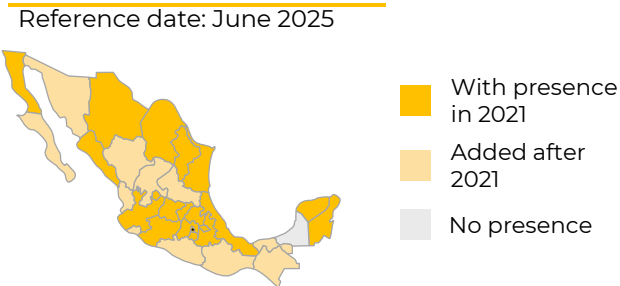 Reference date: June 2025
With presence
in 2021
Added after
2021
No presence